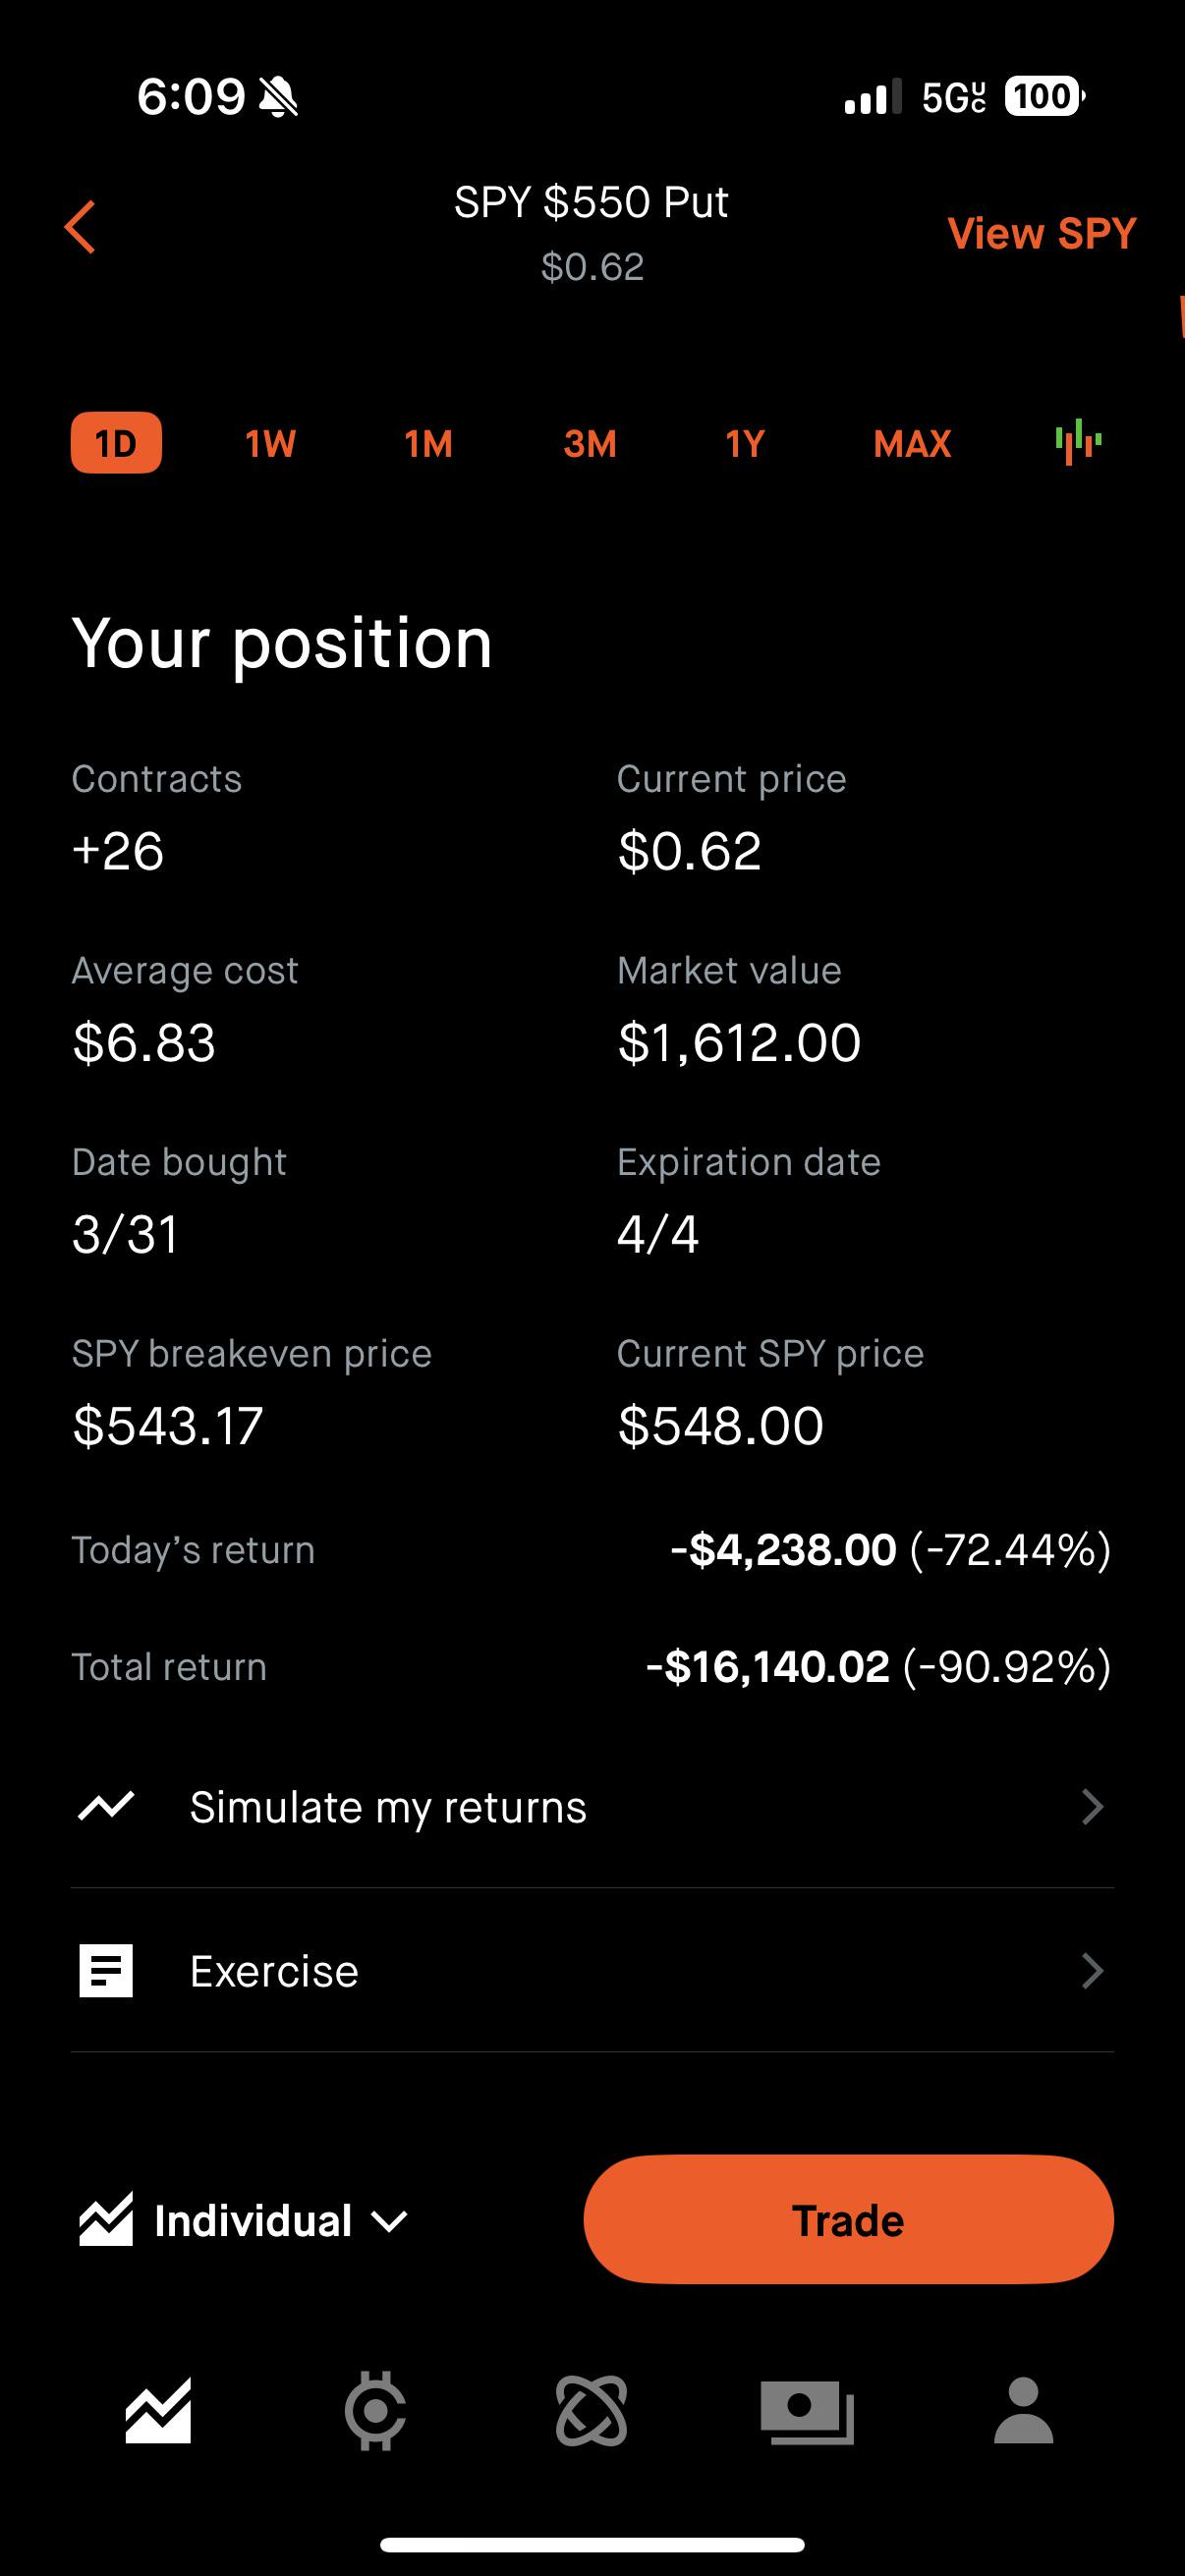 6:09 5GUC 100
SPY $550 Put
$0.62
View SPY
1D 1W 1M 3M 1Y MAX
Your position
Contracts Current price
+26 $0.62
Average cost Market value
$6.83 $1,612.00
Date bought Expiration date
3/31 4/4
SPY breakeven price Current SPY price
$543.17 $548.00
Today’s return -$4,238.00 (-72.44%)
Total return -$16,140.02 (-90.92%)
Simulate my returns
Exercise
Individual Trade